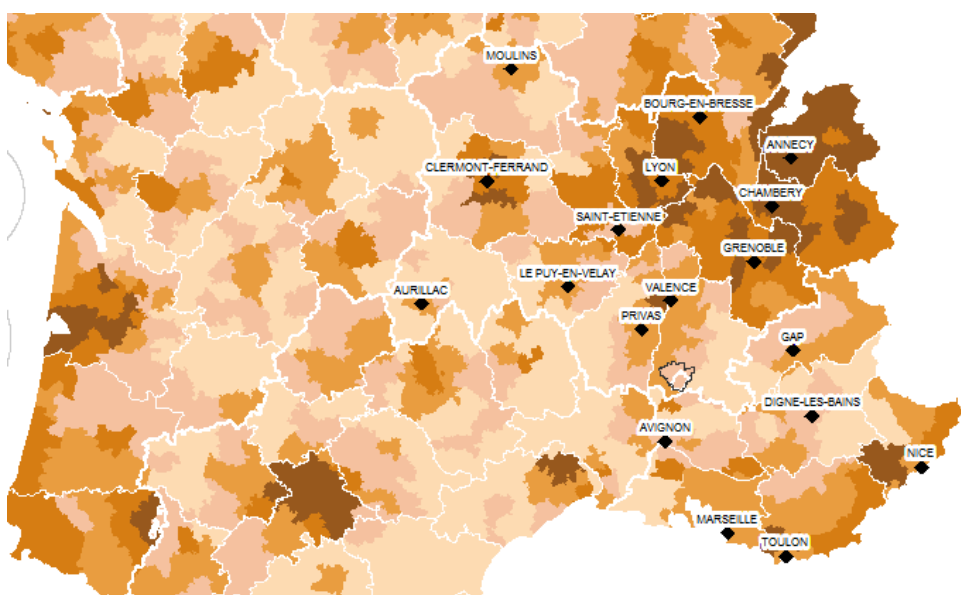 MOULINS
BOURG-EN-BRESSE
ANNECY
CLERMONT-FERRAND
LYON
CHAMBERY
SAINT-ETIENNE
GRENOBLE
LE PUY-EN-VELAY
AURILLAC
VALENCE
PRIVAS
GAP
DIGNE-LES-BAINS
AVIGNON
NICE
MARSEILLE
TOULON